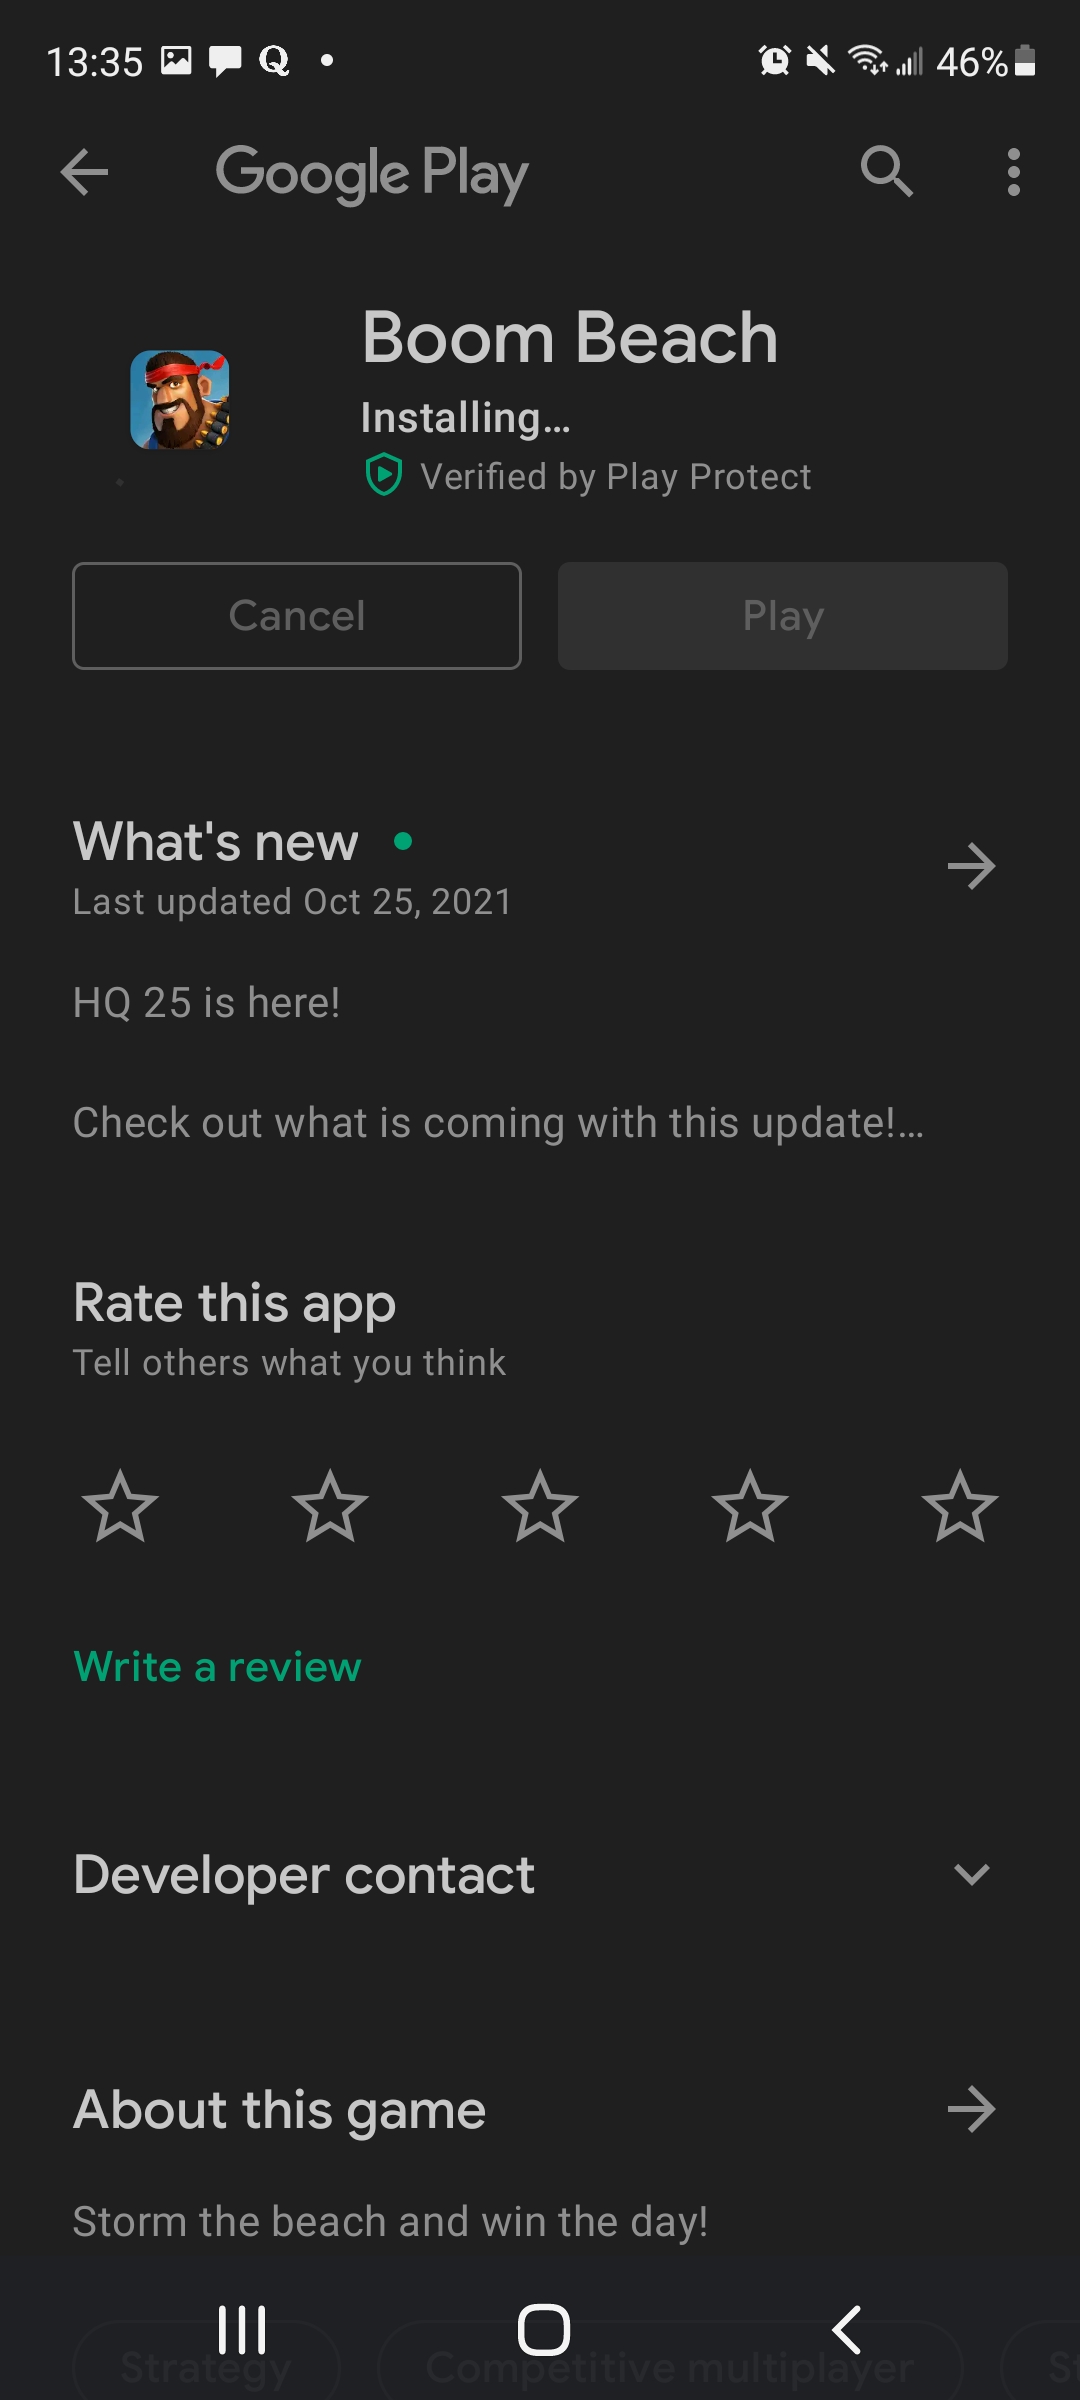 13:35
46%
Google Play
Boom Beach
Installing...
Verified by Play Protect
Cancel
Play
What's new
Last updated Oct 25, 2021
HQ 25 is here!
Check out what is coming with this update!...
Rate this app
Tell others what you think
Write a review
Developer contact
About this game
Storm the beach and win the day!
Strategy
Competitive multiplayer